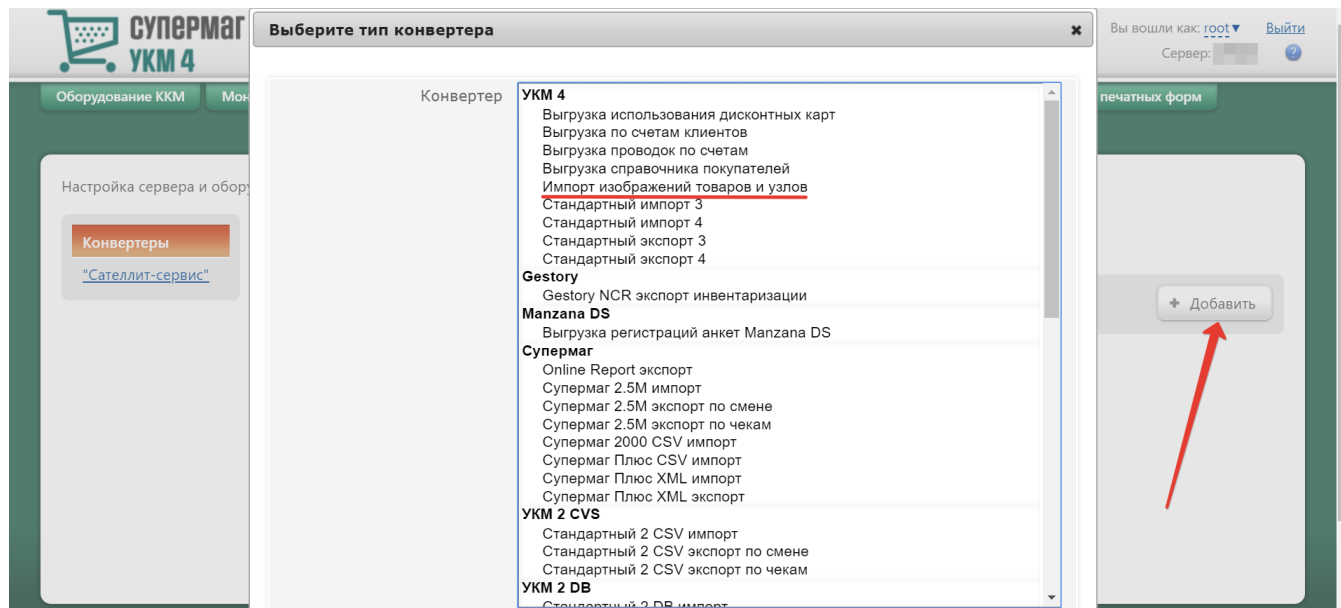 супермаг
УКМ 4
Выберите тип конвертера
Вы вошли как: root
Выйти
Сервер:
?
Оборудование ККМ
Мон
печатных форм
Настройка сервера и обору
Конвертеры
"Сателлит-сервис"
+ Добавить
Конвертер
УКМ 4
Выгрузка использования дисконтных карт
Выгрузка по счетам клиентов
Выгрузка проводок по счетам
Выгрузка справочника покупателей
Импорт изображений товаров и узлов
Стандартный импорт 3
Стандартный импорт 4
Стандартный экспорт 3
Стандартный экспорт 4
Gestory
Gestory NCR экспорт инвентаризации
Manzana DS
Выгрузка регистраций анкет Manzana DS
Супермаг
Online Report экспорт
Супермаг 2.5М импорт
Супермаг 2.5М экспорт по смене
Супермаг 2.5М экспорт по чекам
Супермаг 2000 CSV импорт
Супермаг Плюс CSV импорт
Супермаг Плюс XML импорт
Супермаг Плюс XML экспорт
УКМ 2 CVS
Стандартный 2 CSV импорт
Стандартный 2 CSV экспорт по смене
Стандартный 2 CSV экспорт по чекам
УКМ 2 DB
Стандартный 2 DB импорт